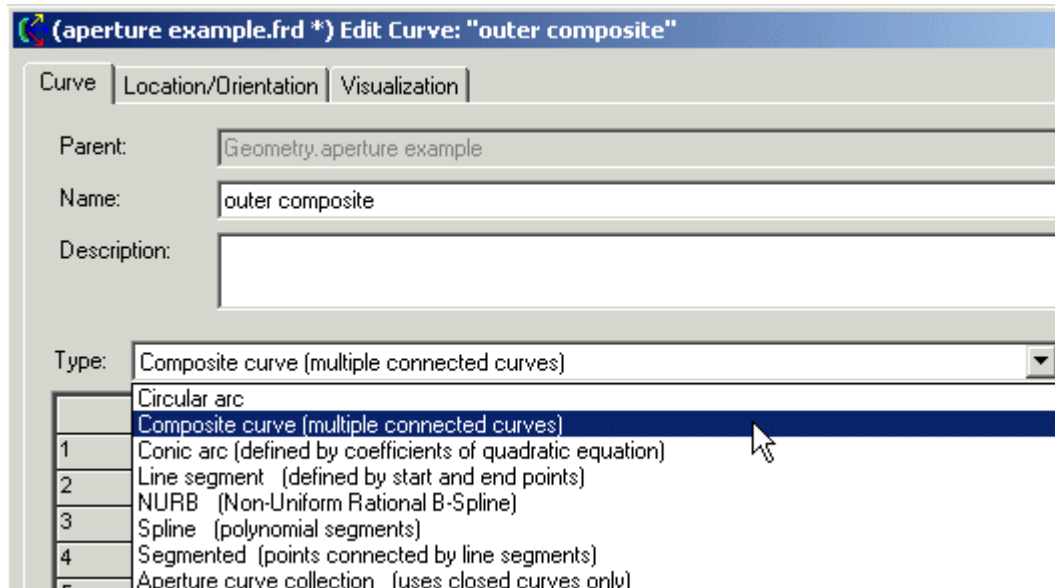 (aperture example.frd *) Edit Curve: "outer composite"
Curve Location/Orientation Visualization
Parent: Geometry.aperture example
Name: outer composite
Description:
Type: Composite curve (multiple connected curves)
Circular arc
Composite curve (multiple connected curves)
1 Conic arc (defined by coefficients of quadratic equation)
2 Line segment (defined by start and end points)
NURB (Non-Uniform Rational B-Spline)
3 Spline (polynomial segments)
4 Segmented (points connected by line segments)
Aperture curve collection (uses closed curves only)